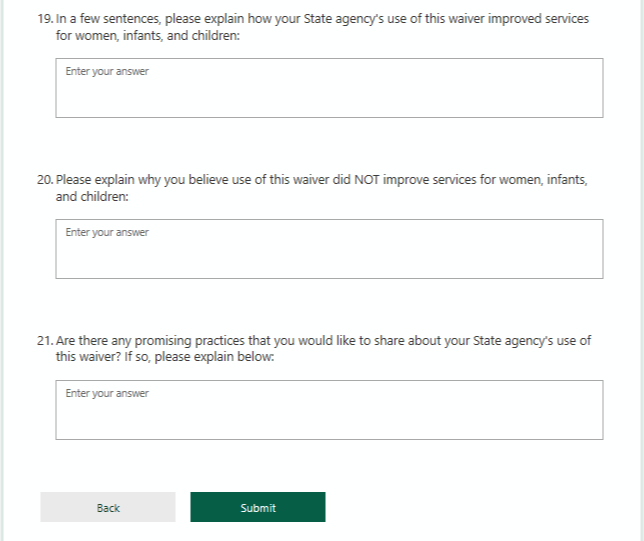 19. In a few sentences, please explain how your State agency's use of this waiver improved services
for women, infants, and children:
Enter your answer
20. Please explain why you believe use of this waiver did NOT improve services for women, infants,
and children:
Enter your answer
21. Are there any promising practices that you would like to share about your State agency's use of
this waiver? If so, please explain below:
Enter your answer
Back
Submit